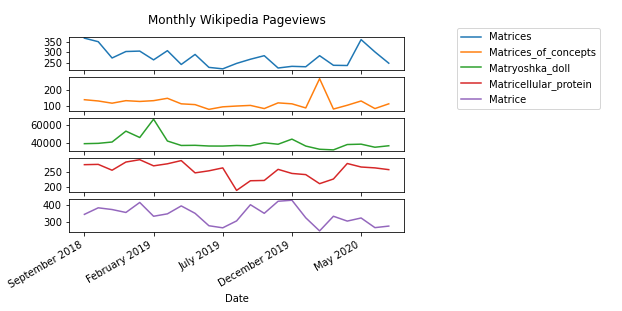 Monthly Wikipedia Pageviews
Matrices
Matrices_of_concepts
Matryoshka_doll
Matricellular_protein
Matrice
350
300
250
200
100
60000
40000
250
200
400
300
September 2018
February 2019
July 2019
December 2019
May 2020
Date